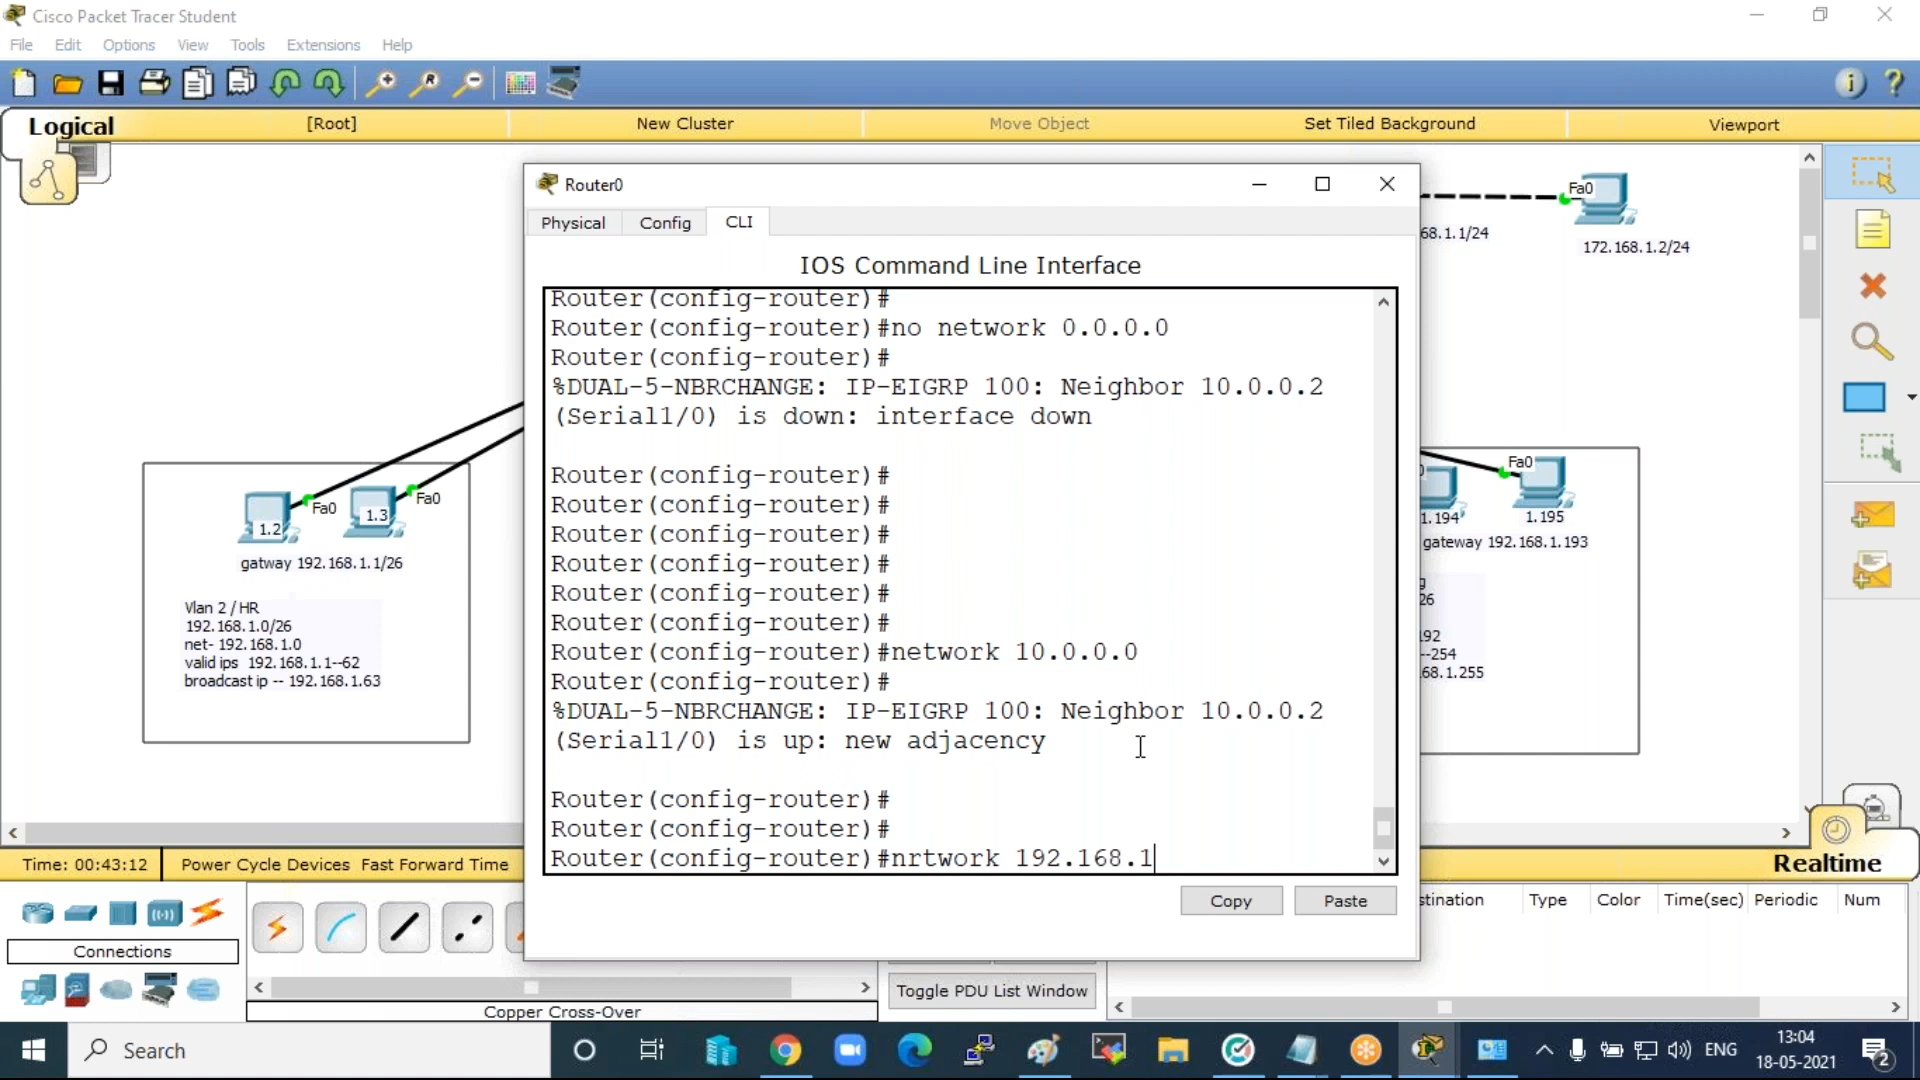 Cisco Packet Tracer Student
File Edit Options View Tools Extensions Help
Logical [Root] New Cluster Move Object Set Tiled Background Viewport
Router0
Physical Config CLI
IOS Command Line Interface
Router(config-router)#
Router(config-router)#no network 0.0.0.0
Router(config-router)#
%DUAL-5-NBRCHANGE: IP-EIGRP 100: Neighbor 10.0.0.2
(Serial1/0) is down: interface down
Router(config-router)#
Router(config-router)#
Router(config-router)#
Router(config-router)#
Router(config-router)#
Router(config-router)#
Router(config-router)#network 10.0.0.0
Router(config-router)#
%DUAL-5-NBRCHANGE: IP-EIGRP 100: Neighbor 10.0.0.2
(Serial1/0) is up: new adjacency
Router(config-router)#
Router(config-router)#
Router(config-router)#nrtwork 192.168.1
Copy Paste
Fa0
68.1.1/24
172.168.1.2/24
1.2 Fa0 1.3 Fa0
gatway 192.168.1.1/26
Vlan 2 / HR
192.168.1.0/26
net- 192.168.1.0
valid ips 192.168.1.1--62
broadcast ip -- 192.168.1.63
Fa0
1.194 1.195
gateway 192.168.1.193
26
192
--254
68.1.255
Time: 00:43:12 Power Cycle Devices Fast Forward Time
Nrealtime
Connections
Copper Cross-Over
Toggle PDU List Window
stination Type Color Time(sec) Periodic Num
Search
ENG
13:04
18-05-2021
2